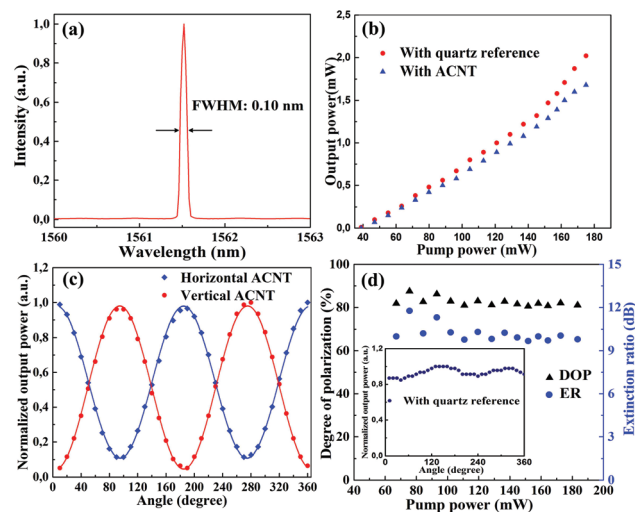 (a)
FWHM: 0.10 nm
Intensity (a.u.)
1,0
0,8
0,6
0,4
0,2
0,0
1560 1561 1562 1563
Wavelength (nm)
(b)
With quartz reference
With ACNT
Output power(mW)
2,5
2,0
1,5
1,0
0,5
0,0
40 60 80 100 120 140 160 180
Pump power (mW)
(c)
Horizontal ACNT
Vertical ACNT
Normalized output power (a.u.)
1,2
1,0
0,8
0,6
0,4
0,2
0,0
0 40 80 120 160 200 240 280 320 360
Angle (degree)
(d)
Degree of polarization (%)
100
80
60
40
20
0
Extinction ratio (dB)
15
12
9
6
3
0
DOP
ER
With quartz reference
Normalized output power (a.u.)
1,0
0,8
0,4
0,0
0 120 240 360
Angle (degree)
40 60 80 100 120 140 160 180
Pump power (mW)